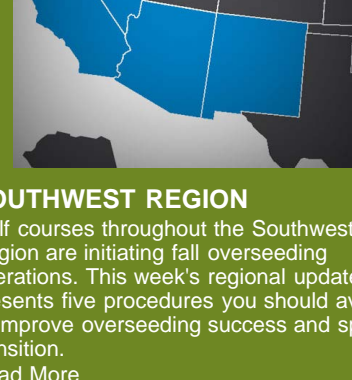 OUTHWEST REGION
lf courses throughout the Southwest
gion are initiating fall overseeding
erations. This week's regional update
esents five procedures you should av
improve overseeding success and sp
nsition.
ad More